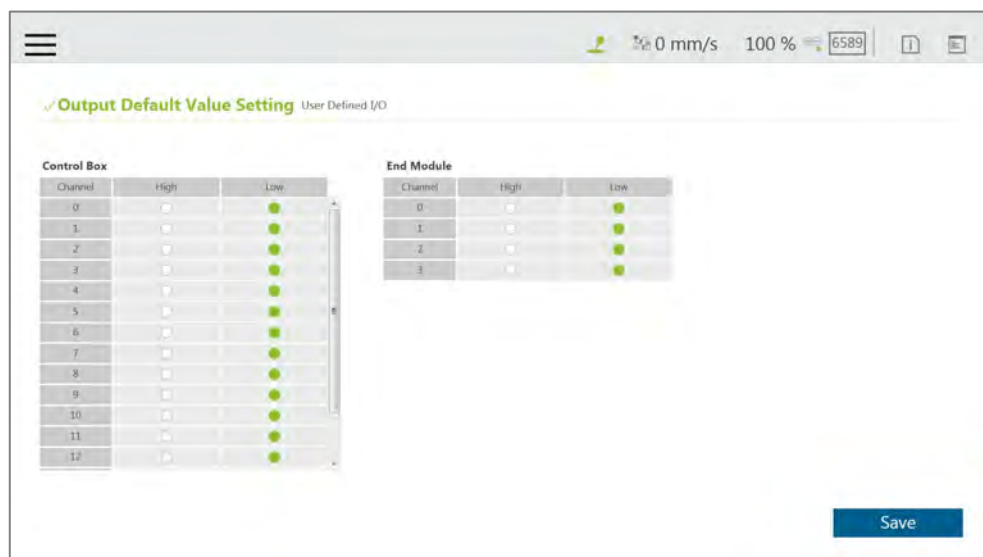 0 mm/s 100 % 6589
Output Default Value Setting User Defined I/O
Control Box
Channel High Low
0
1
2
3
4
5
6
7
8
9
10
11
12
End Module
Channel High Low
0
1
2
3
Save